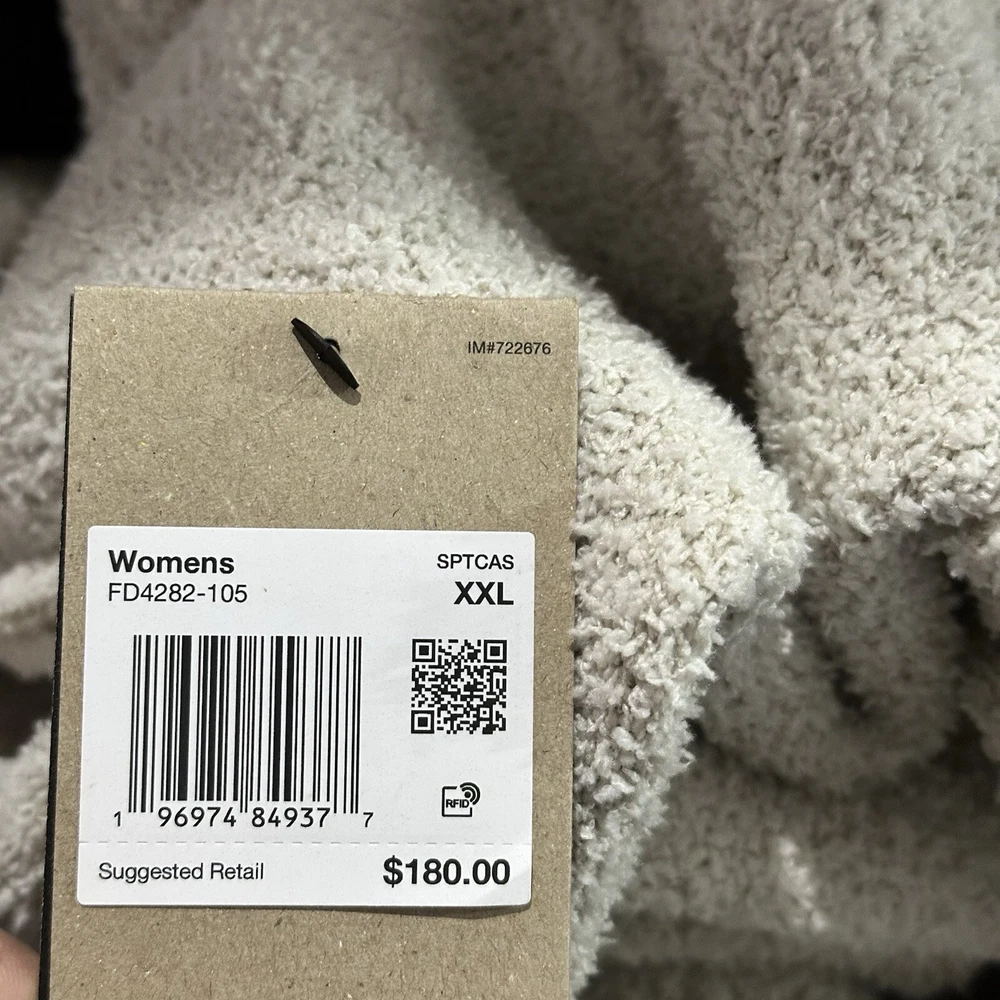 IM#722676
Womens
SPTCAS
FD4282-105
XXL
RFID
1 96974 84937 7
Suggested Retail
$180.00